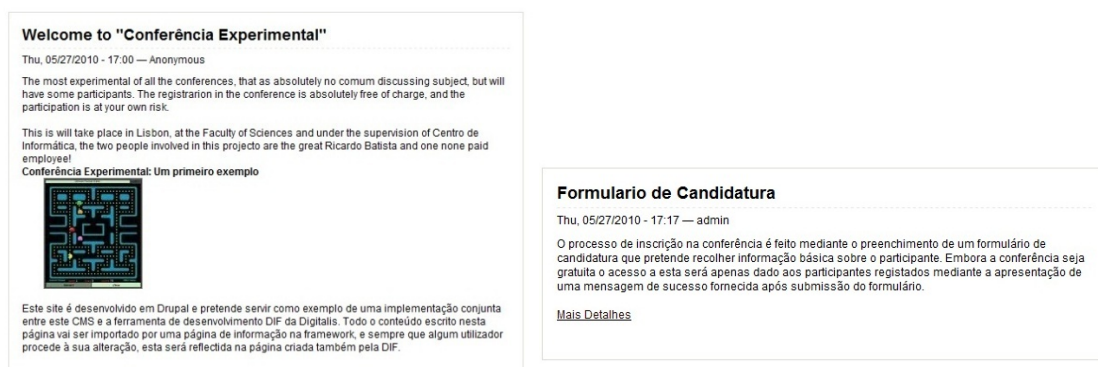 Welcome to "Conferência Experimental"
Thu, 05/27/2010 - 17:00 — Anonymous
The most experimental of all the conferences, that as absolutely no comum discussing subject, but will
have some participants. The registrarion in the conference is absolutely free of charge, and the
participation is at your own risk.
This is will take place in Lisbon, at the Faculty of Sciences and under the supervision of Centro de
Informática, the two people involved in this projecto are the great Ricardo Batista and one none paid
employee!
Conferência Experimental: Um primeiro exemplo
Este site é desenvolvido em Drupal e pretende servir como exemplo de uma implementação conjunta
entre este CMS e a ferramenta de desenvolvimento DIF da Digitalis. Todo o conteúdo escrito nesta
página vai ser importado por uma página de informação na framework, e sempre que algum utilizador
procede à sua alteração, esta será reflectida na página criada também pela DIF.
Formulario de Candidatura
Thu, 05/27/2010 - 17:17 — admin
O processo de inscrição na conferência é feito mediante o preenchimento de um formulário de
candidatura que pretende recolher informação básica sobre o participante. Embora a conferência seja
gratuita o acesso a esta será apenas dado aos participantes registados mediante a apresentação de
uma mensagem de sucesso fornecida após submissão do formulário.
Mais Detalhes